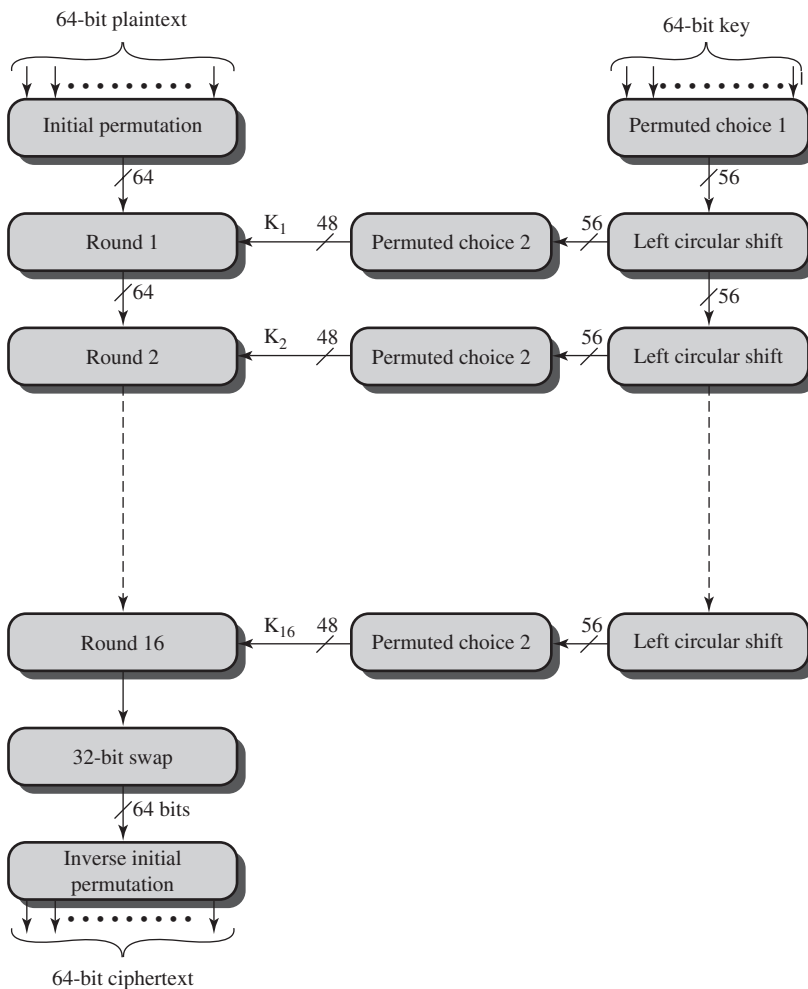 64-bit plaintext
64-bit key
Initial permutation
Permuted choice 1
64
56
Round 1
K1
48
Permuted choice 2
56
Left circular shift
64
56
Round 2
K2
48
Permuted choice 2
56
Left circular shift
Round 16
K16
48
Permuted choice 2
56
Left circular shift
32-bit swap
64 bits
Inverse initial
permutation
64-bit ciphertext